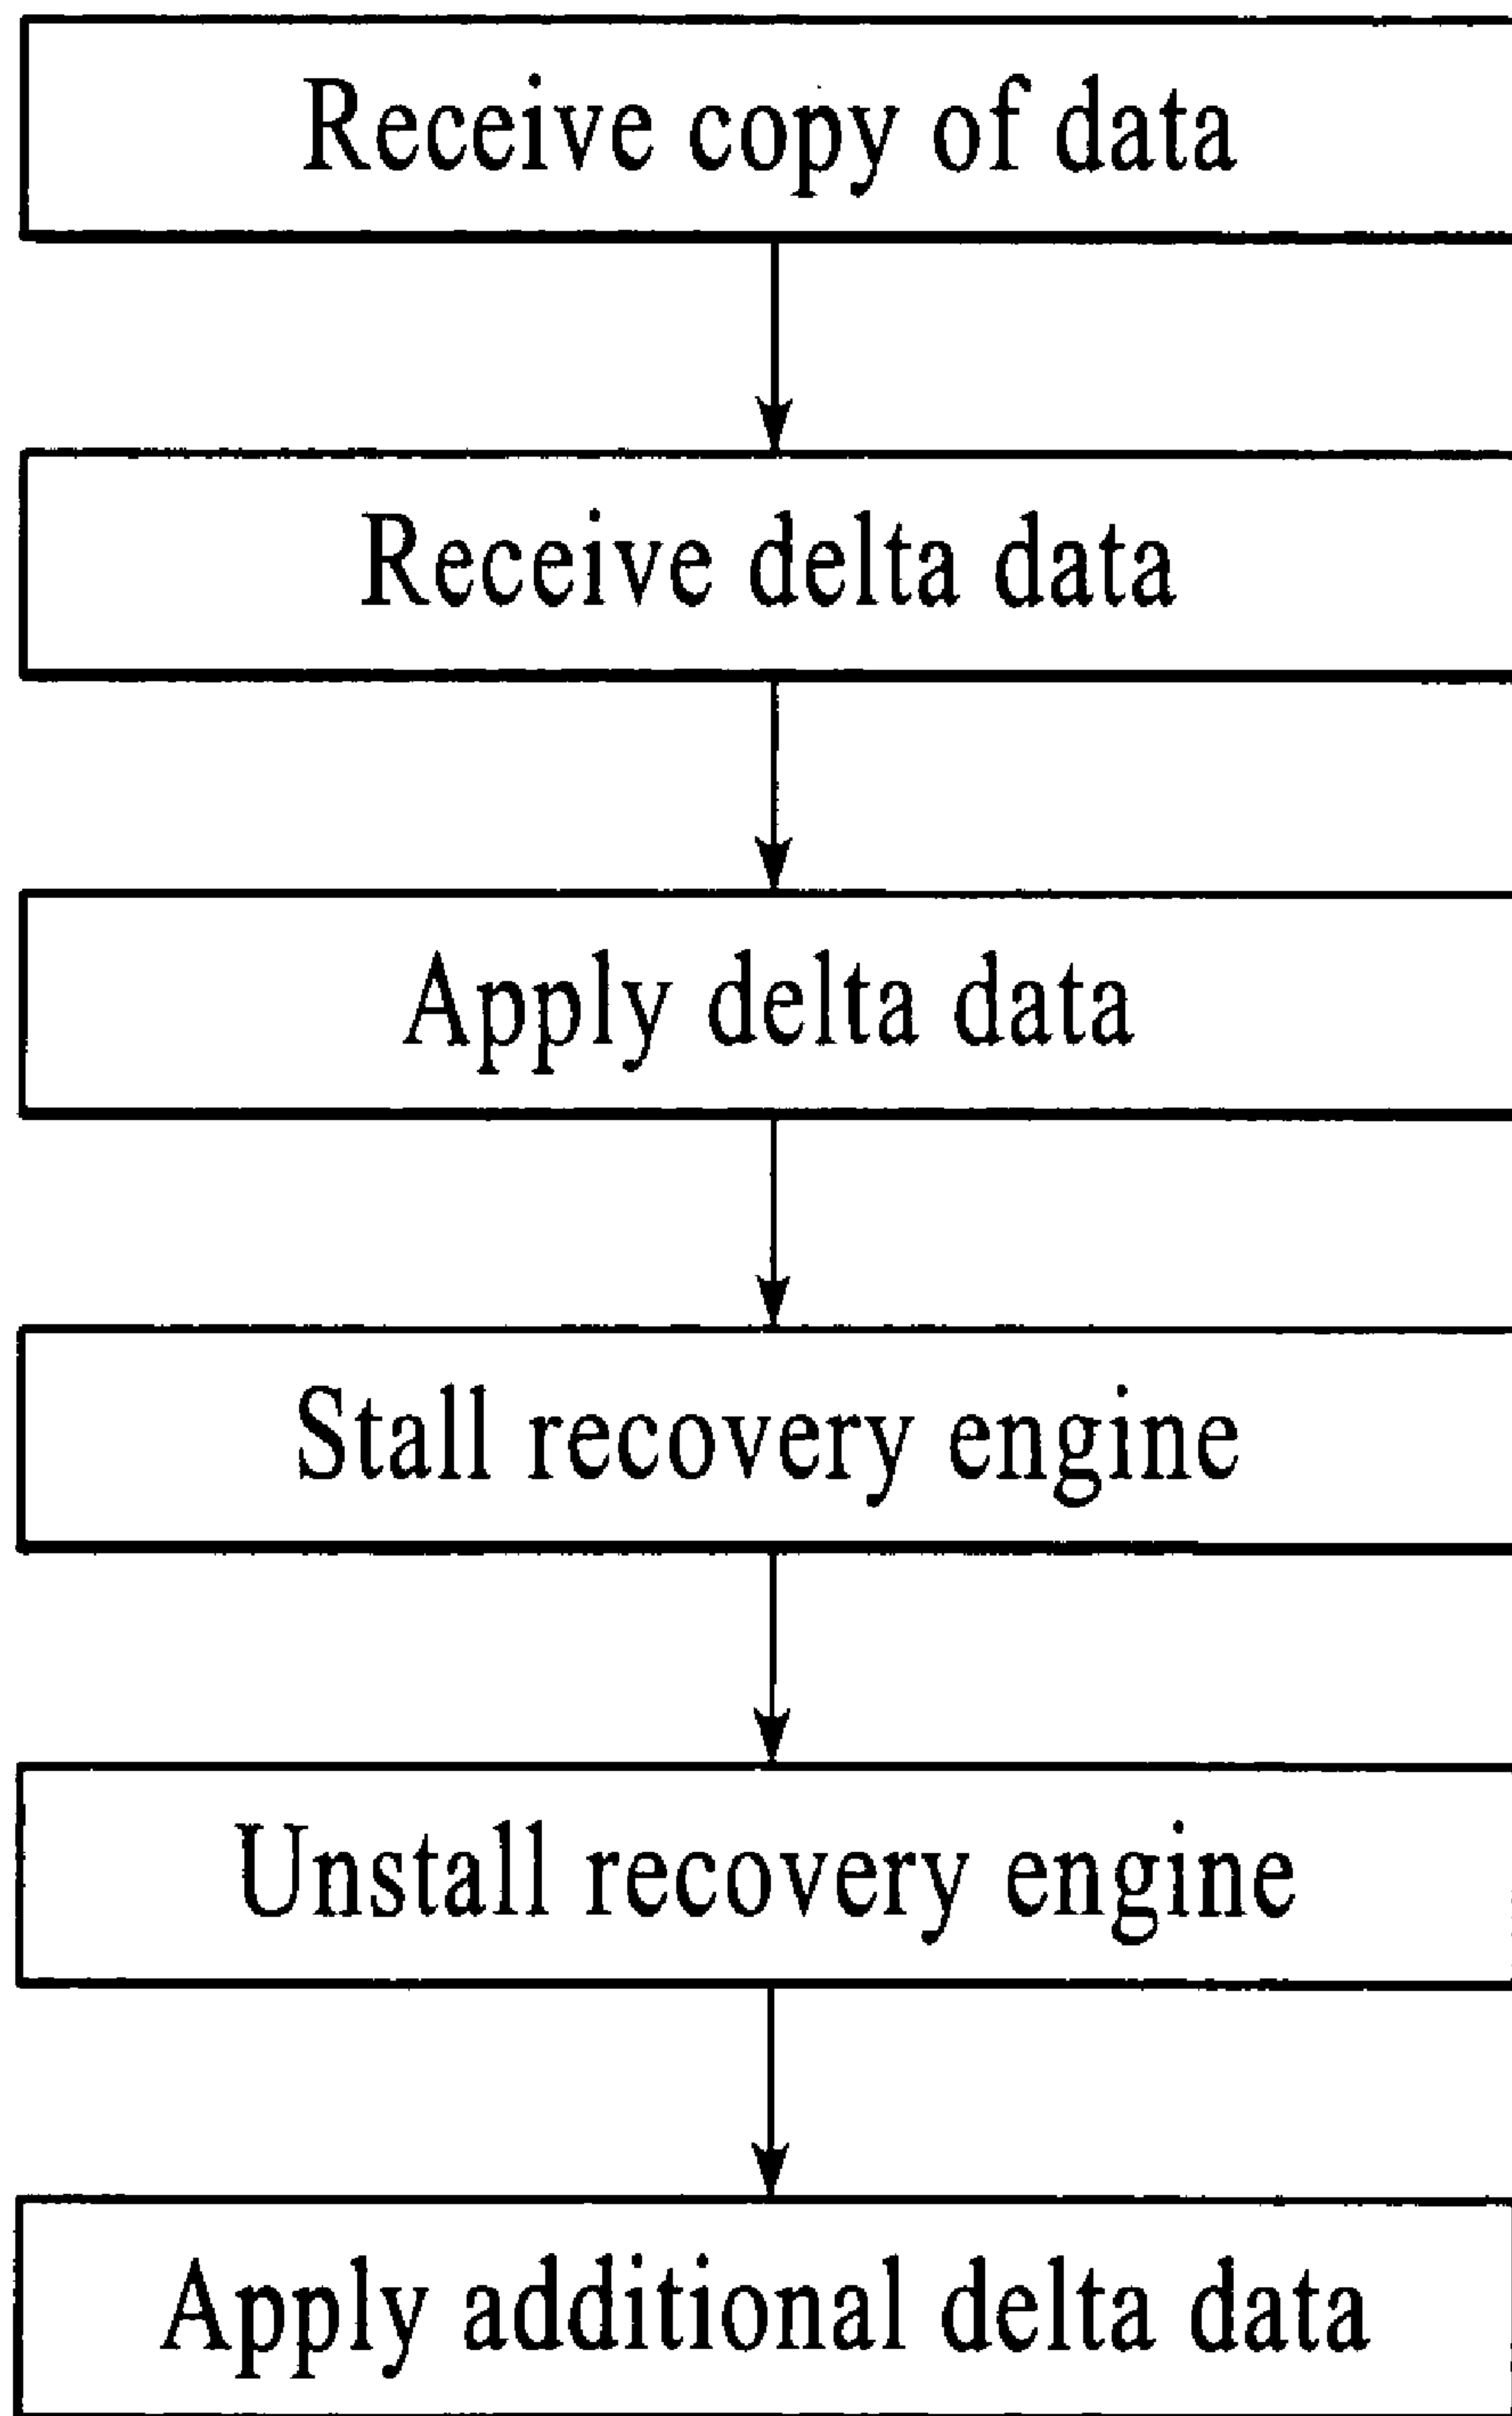 Receive copy of data
Receive delta data
Apply delta data
Stall recovery engine
Unstall recovery engine
Apply additional delta data